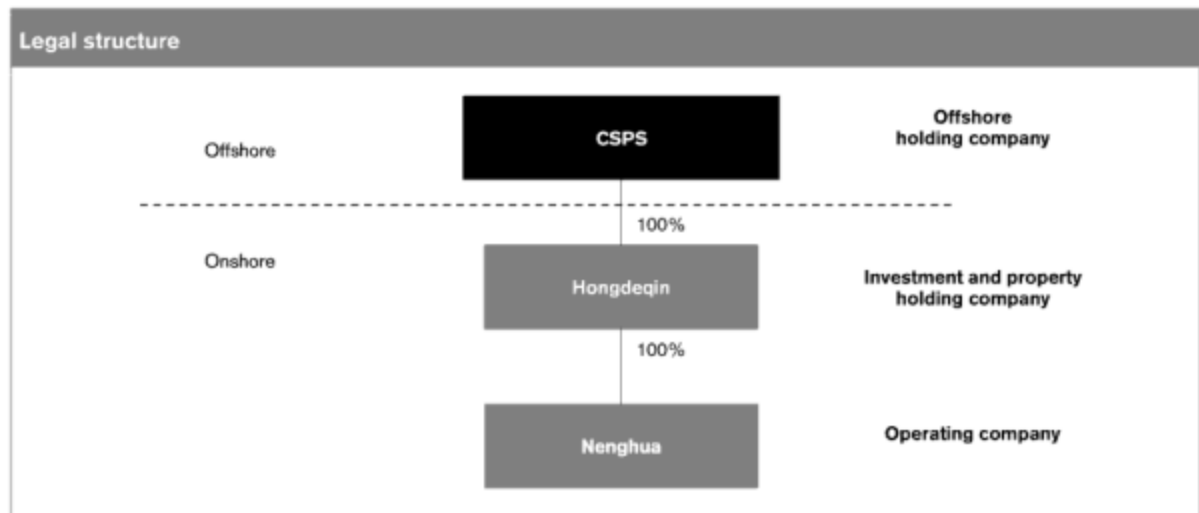 Legal structure
Offshore
CSPS
Offshore
holding company
100%
Onshore
Hongdeqin
Investment and property
holding company
100%
Nenghua
Operating company